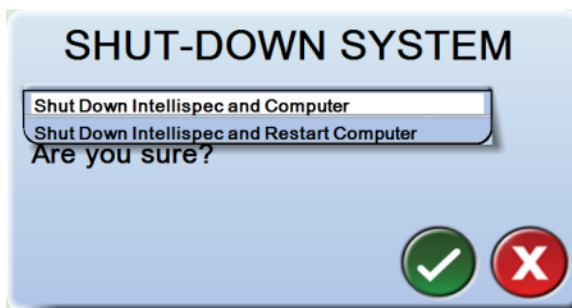 SHUT-DOWN SYSTEM
Shut Down Intellispec and Computer
Shut Down Intellispec and Restart Computer
Are you sure?